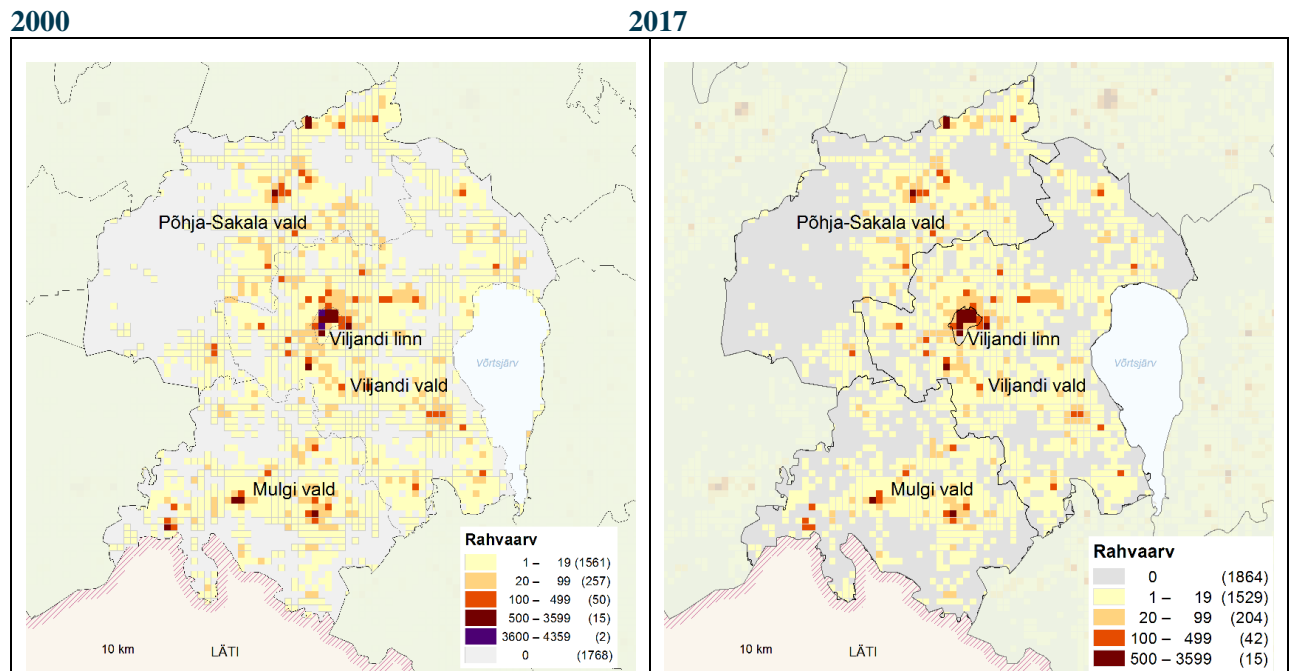 2000
2017
Põhja-Sakala vald
Viljandi linn
Võrtsjärv
Viljandi vald
Mulgi vald
10 km
LÄTI
Rahvaarv
1 – 19 (1561)
20 – 99 (257)
100 – 499 (50)
500 – 3599 (15)
3600 – 4359 (2)
0 (1768)
Põhja-Sakala vald
Viljandi linn
Võrtsjärv
Viljandi vald
Mulgi vald
10 km
LÄTI
Rahvaarv
0 (1864)
1 – 19 (1529)
20 – 99 (204)
100 – 499 (42)
500 – 3599 (15)